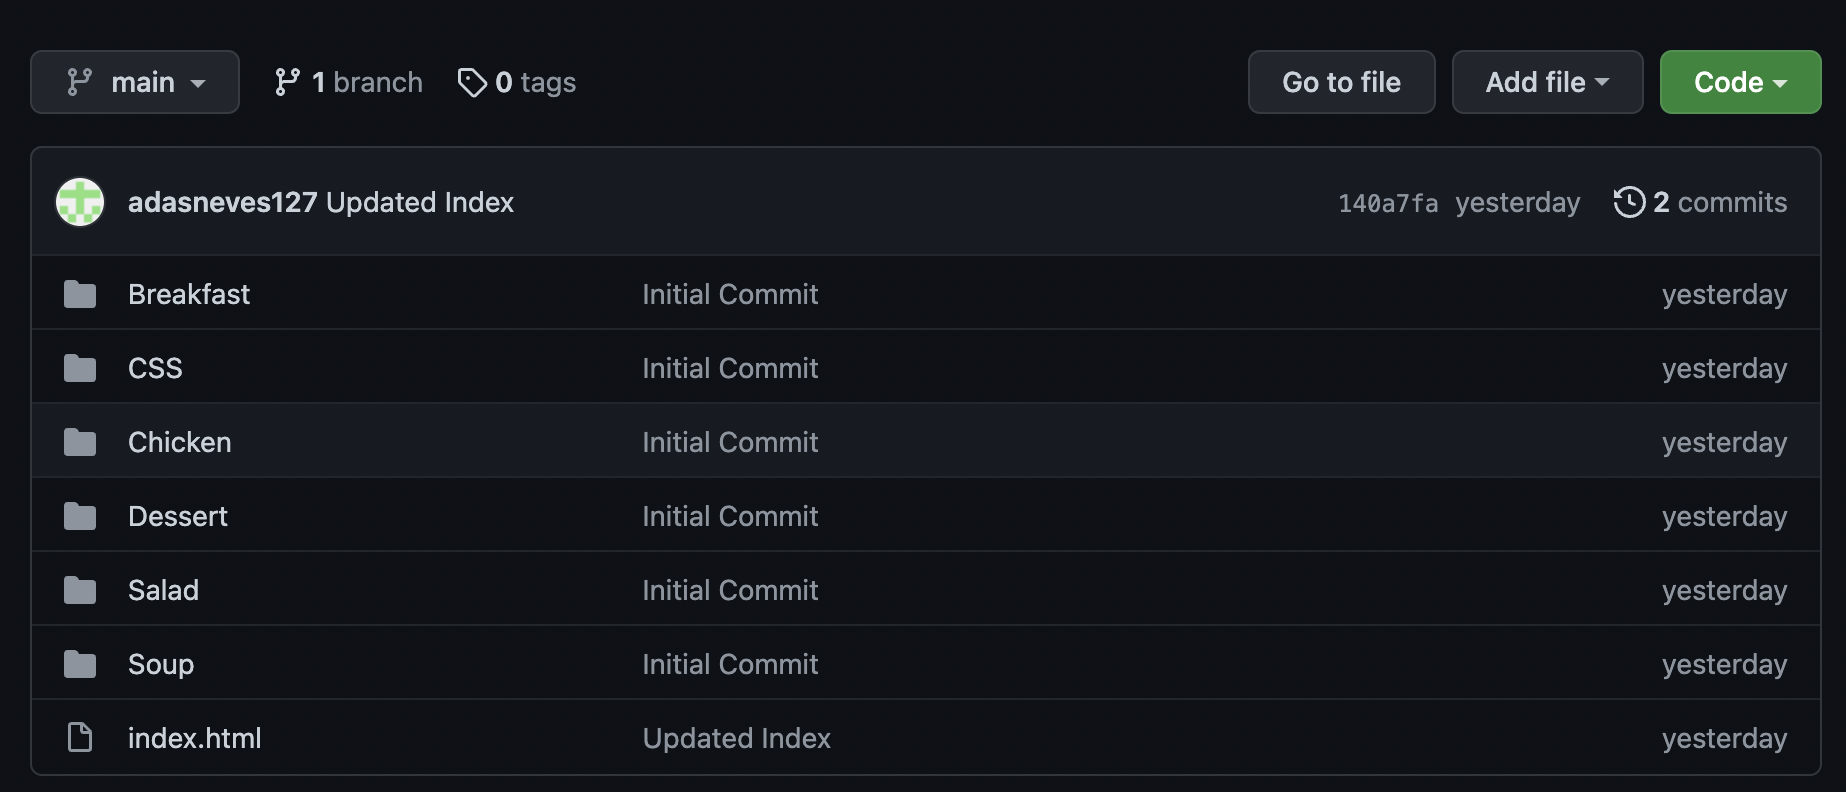 main 1 branch 0 tags Go to file Add file Code
adasneves127 Updated Index 140a7fa yesterday 2 commits
Breakfast Initial Commit yesterday
CSS Initial Commit yesterday
Chicken Initial Commit yesterday
Dessert Initial Commit yesterday
Salad Initial Commit yesterday
Soup Initial Commit yesterday
index.html Updated Index yesterday